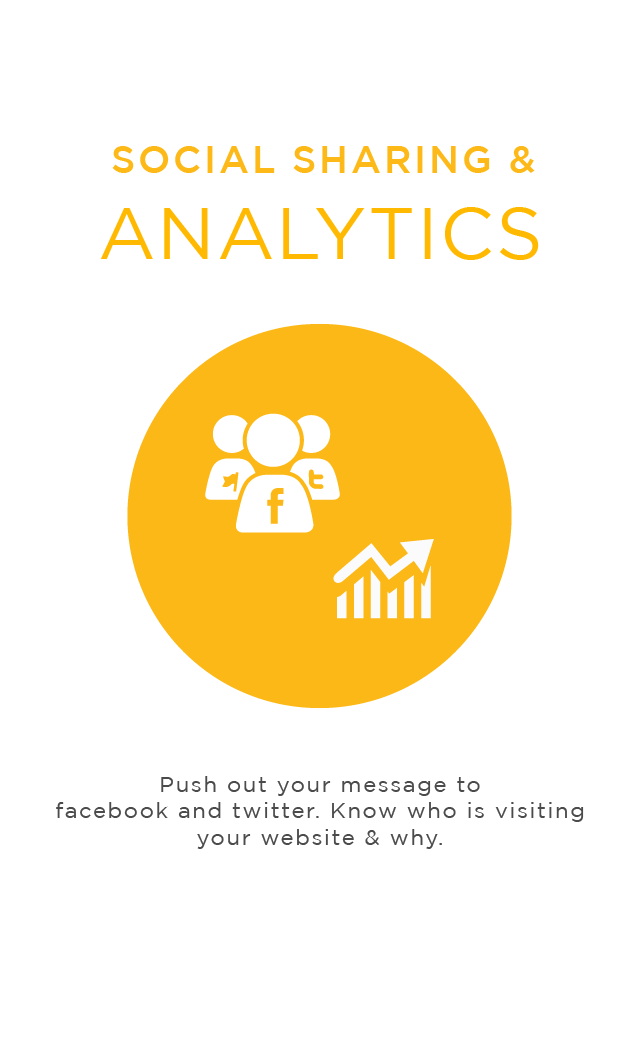 SOCIAL SHARING &
ANALYTICS
t
f
Push out your message to
facebook and twitter. Know who is visiting
your website & why.